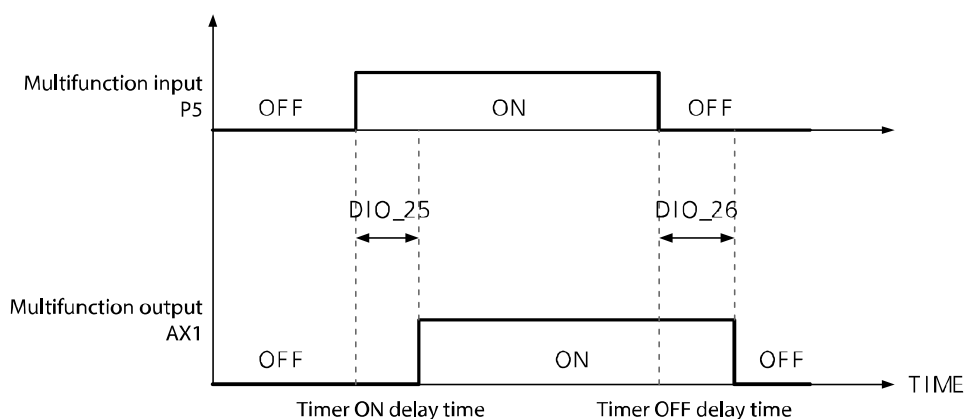 Multifunction input
P5
OFF ON OFF
DIO_25 DIO_26
Multifunction output
AX1
OFF ON OFF
TIME
Timer ON delay time Timer OFF delay time